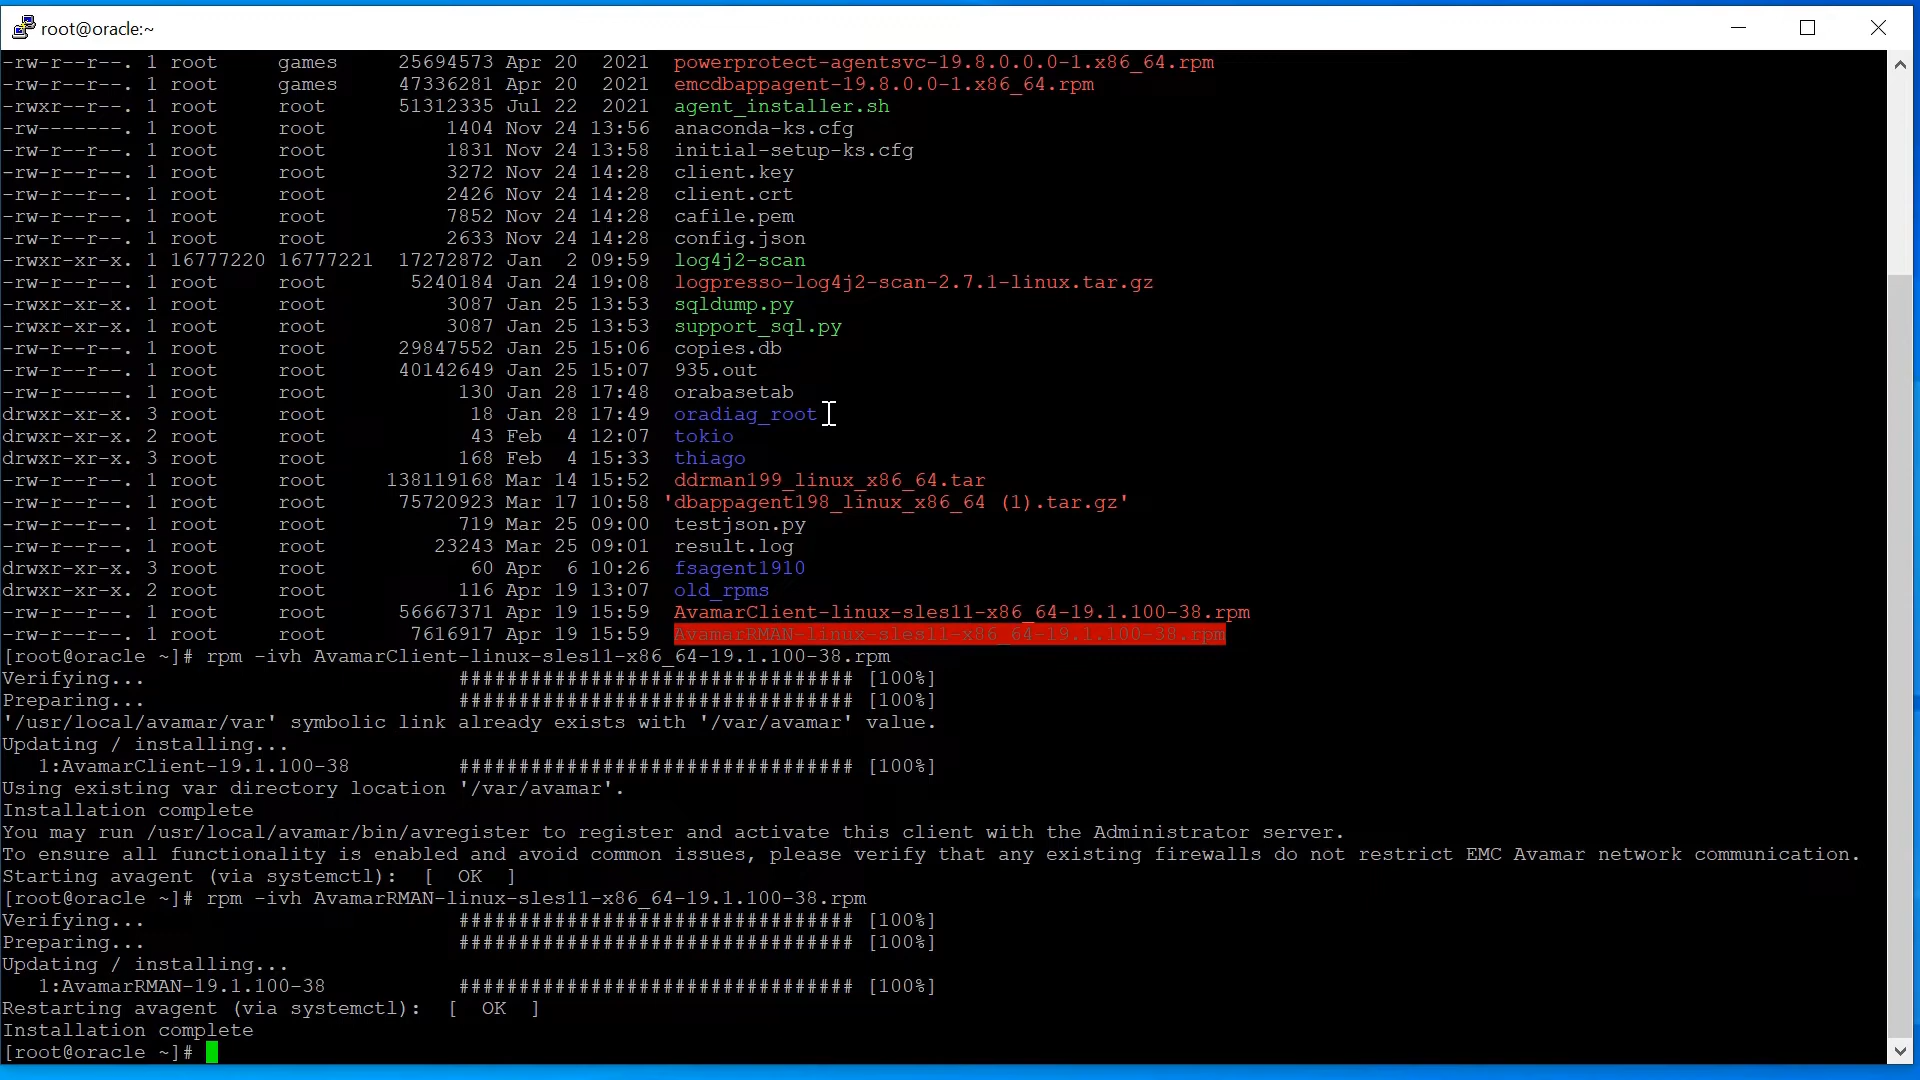 root@oracle:~
-rw-r--r--. 1 root     games     25694573 Apr 20  2021  powerprotect-agentsvc-19.8.0.0.0-1.x86_64.rpm
-rw-r--r--. 1 root     games     47336281 Apr 20  2021  emcdbappagent-19.8.0.0-1.x86_64.rpm
-rwxr--r--. 1 root     root      51312335 Jul 22  2021  agent_installer.sh
-rw-------. 1 root     root          1404 Nov 24 13:56  anaconda-ks.cfg
-rw-r--r--. 1 root     root          1831 Nov 24 13:58  initial-setup-ks.cfg
-rw-r--r--. 1 root     root          3272 Nov 24 14:28  client.key
-rw-r--r--. 1 root     root          2426 Nov 24 14:28  client.crt
-rw-r--r--. 1 root     root          7852 Nov 24 14:28  cafile.pem
-rw-r--r--. 1 root     root          2633 Nov 24 14:28  config.json
-rwxr-xr-x. 1 16777220 16777221  17272872 Jan  2 09:59  log4j2-scan
-rw-r--r--. 1 root     root       5240184 Jan 24 19:08  logpresso-log4j2-scan-2.7.1-linux.tar.gz
-rwxr-xr-x. 1 root     root          3087 Jan 25 13:53  sqldump.py
-rwxr-xr-x. 1 root     root          3087 Jan 25 13:53  support_sql.py
-rw-r--r--. 1 root     root      29847552 Jan 25 15:06  copies.db
-rw-r--r--. 1 root     root      40142649 Jan 25 15:07  935.out
-rw-r-----. 1 root     root           130 Jan 28 17:48  orabasetab
drwxr-xr-x. 3 root     root            18 Jan 28 17:49  oradiag_root
drwxr-xr-x. 2 root     root            43 Feb  4 12:07  tokio
drwxr-xr-x. 3 root     root           168 Feb  4 15:33  thiago
-rw-r--r--. 1 root     root     138119168 Mar 14 15:52  ddrman199_linux_x86_64.tar
-rw-r--r--. 1 root     root      75720923 Mar 17 10:58 'dbappagent198_linux_x86_64 (1).tar.gz'
-rw-r--r--. 1 root     root           719 Mar 25 09:00  testjson.py
-rw-r--r--. 1 root     root         23243 Mar 25 09:01  result.log
drwxr-xr-x. 3 root     root            60 Apr  6 10:26  fsagent1910
drwxr-xr-x. 2 root     root           116 Apr 19 13:07  old_rpms
-rw-r--r--. 1 root     root      56667371 Apr 19 15:59  AvamarClient-linux-sles11-x86_64-19.1.100-38.rpm
-rw-r--r--. 1 root     root       7616917 Apr 19 15:59  AvamarRMAN-linux-sles11-x86_64-19.1.100-38.rpm
[root@oracle ~]# rpm -ivh AvamarClient-linux-sles11-x86_64-19.1.100-38.rpm
Verifying...                          ################################# [100%]
Preparing...                          ################################# [100%]
'/usr/local/avamar/var' symbolic link already exists with '/var/avamar' value.
Updating / installing...
   1:AvamarClient-19.1.100-38         ################################# [100%]
Using existing var directory location '/var/avamar'.
Installation complete
You may run /usr/local/avamar/bin/avregister to register and activate this client with the Administrator server.
To ensure all functionality is enabled and avoid common issues, please verify that any existing firewalls do not restrict EMC Avamar network communication.
Starting avagent (via systemctl):  [  OK  ]
[root@oracle ~]# rpm -ivh AvamarRMAN-linux-sles11-x86_64-19.1.100-38.rpm
Verifying...                          ################################# [100%]
Preparing...                          ################################# [100%]
Updating / installing...
   1:AvamarRMAN-19.1.100-38           ################################# [100%]
Restarting avagent (via systemctl):  [  OK  ]
Installation complete
[root@oracle ~]#